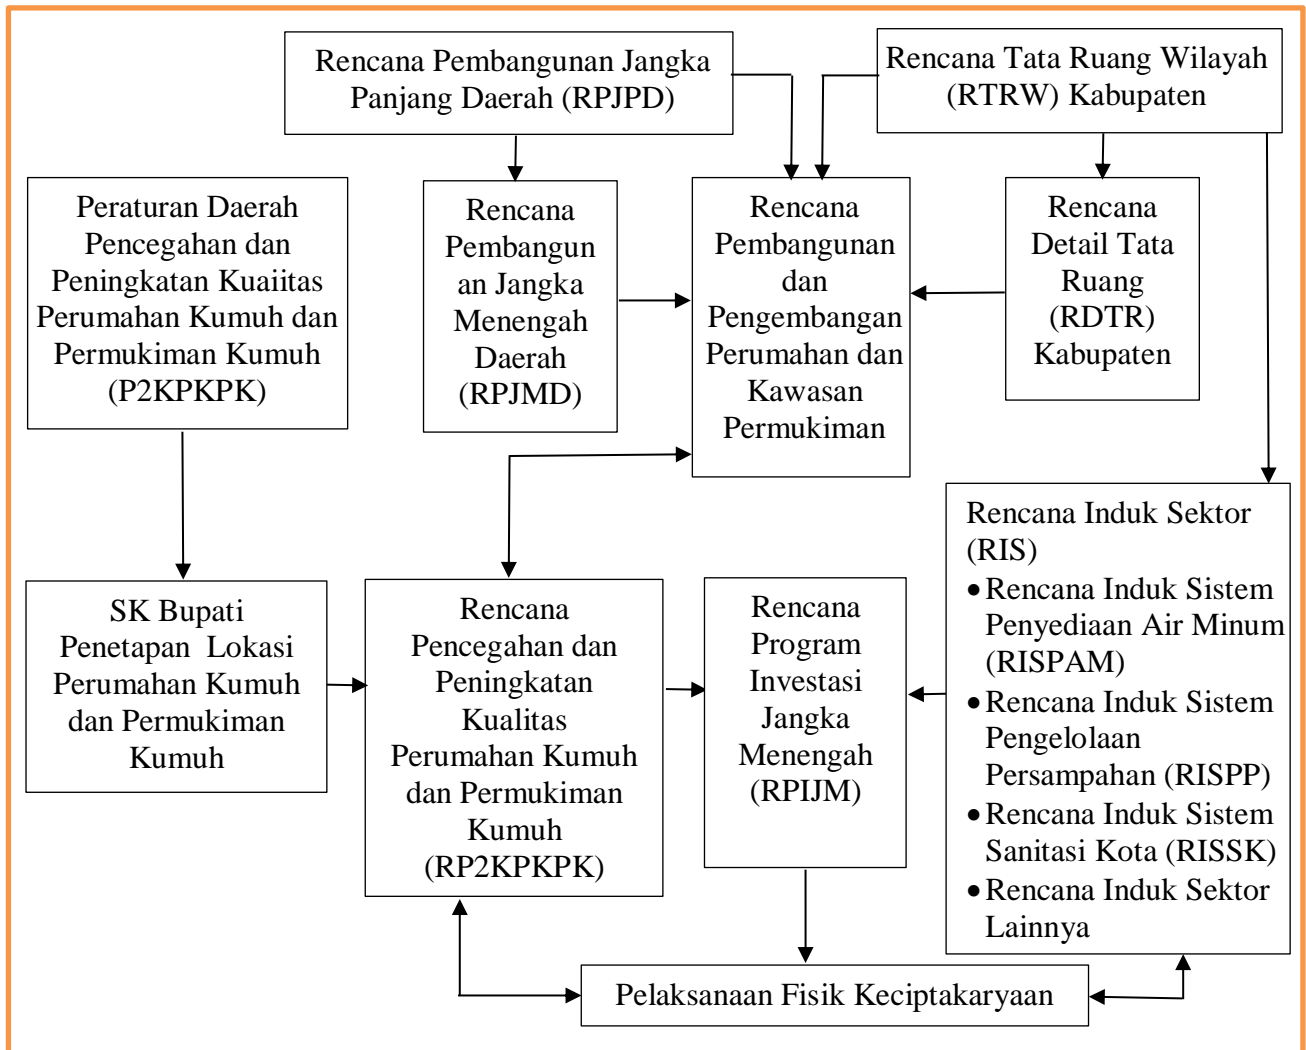 Rencana Pembangunan Jangka
Panjang Daerah (RPJPD)
Rencana Tata Ruang Wilayah
(RTRW) Kabupaten
Peraturan Daerah
Pencegahan dan
Peningkatan Kuaiitas
Perumahan Kumuh dan
Permukiman Kumuh
(P2KPKPK)
Rencana
Pembangun
an Jangka
Menengah
Daerah
(RPJMD)
Rencana
Pembangunan
dan
Pengembangan
Perumahan dan
Kawasan
Permukiman
Rencana
Detail Tata
Ruang
(RDTR)
Kabupaten
SK Bupati
Penetapan  Lokasi
Perumahan Kumuh
dan Permukiman
Kumuh
Rencana
Pencegahan dan
Peningkatan
Kualitas
Perumahan Kumuh
dan Permukiman
Kumuh
(RP2KPKPK)
Rencana
Program
Investasi
Jangka
Menengah
(RPIJM)
Rencana Induk Sektor
(RIS)
• Rencana Induk Sistem
Penyediaan Air Minum
(RISPAM)
• Rencana Induk Sistem
Pengelolaan
Persampahan (RISPP)
• Rencana Induk Sistem
Sanitasi Kota (RISSK)
• Rencana Induk Sektor
Lainnya
Pelaksanaan Fisik Keciptakaryaan